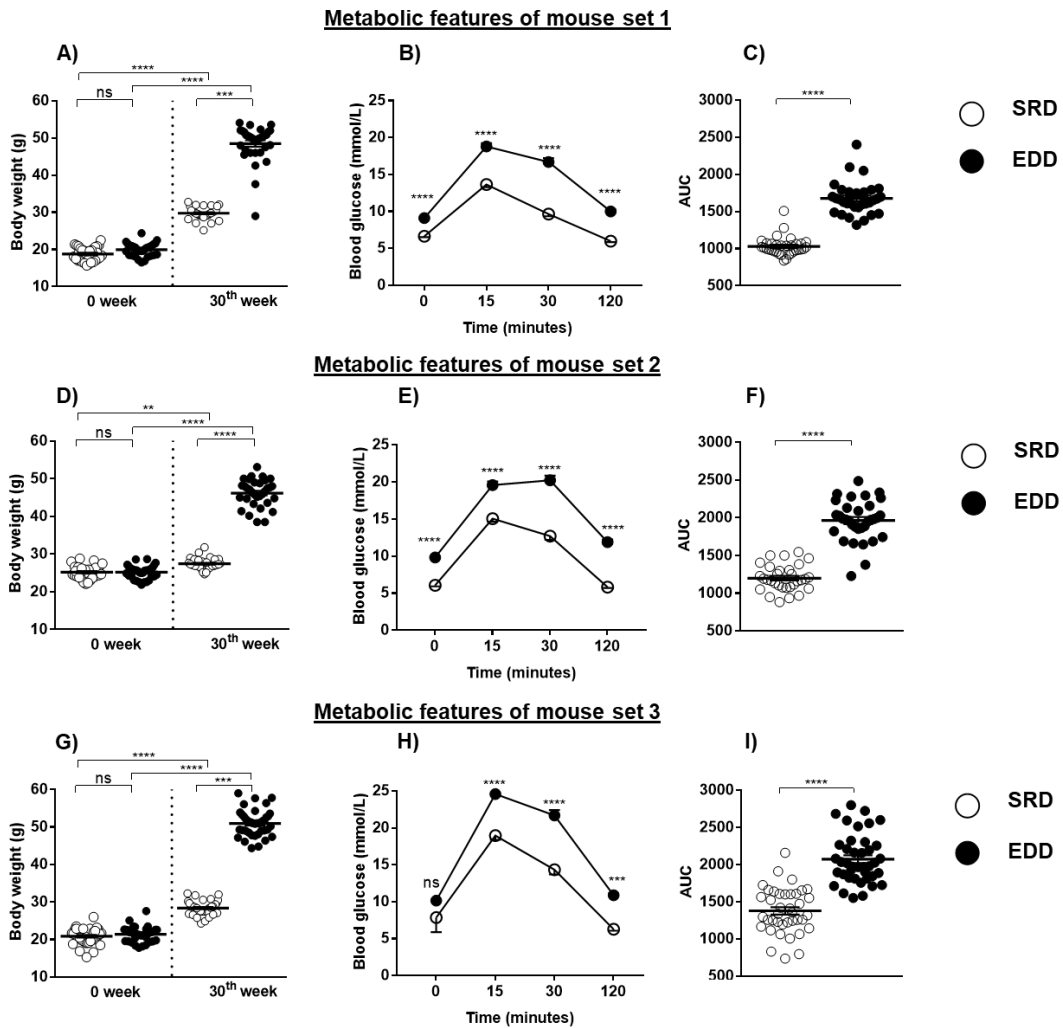 Metabolic features of mouse set 1
A)
B)
C)
****
****
ns
***
60
50
40
30
20
10
Body weight (g)
0 week
30th week
25
20
15
10
5
0
Blood glucose (mmol/L)
****
****
****
****
0
15
30
120
Time (minutes)
3000
2500
2000
1500
1000
500
AUC
****
SRD
EDD
Metabolic features of mouse set 2
D)
E)
F)
**
****
ns
****
60
50
40
30
20
10
Body weight (g)
0 week
30th week
25
20
15
10
5
0
Blood glucose (mmol/L)
****
****
****
****
0
15
30
120
Time (minutes)
3000
2500
2000
1500
1000
500
AUC
****
SRD
EDD
Metabolic features of mouse set 3
G)
H)
I)
****
****
ns
***
60
50
40
30
20
10
Body weight (g)
0 week
30th week
25
20
15
10
5
0
Blood glucose (mmol/L)
ns
****
****
***
0
15
30
120
Time (minutes)
3000
2500
2000
1500
1000
500
AUC
****
SRD
EDD